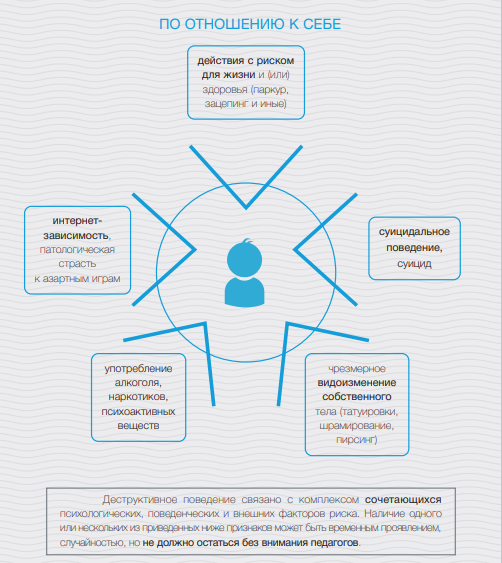 ПО ОТНОШЕНИЮ К СЕБЕ
действия с риском
для жизни и (или)
здоровья (паркур,
зацепинг и иные)
интернет-
зависимость,
патологическая
страсть
к азартным играм
суицидальное
поведение,
суицид
употребление
алкоголя,
наркотиков,
психоактивных
веществ
чрезмерное
видоизменение
собственного
тела (татуировки,
шрамирование,
пирсинг)
Деструктивное поведение связано с комплексом сочетающихся
психологических, поведенческих и внешних факторов риска. Наличие одного
или нескольких из приведенных ниже признаков может быть временным проявлением,
случайностью, но не должно остаться без внимания педагогов.